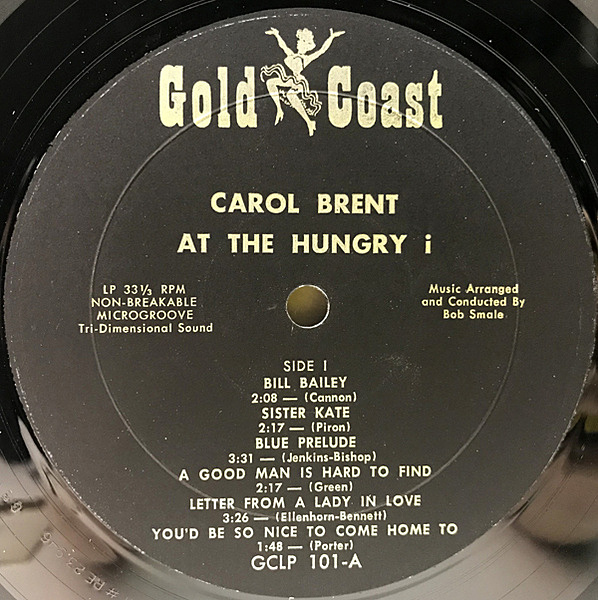 Gold Coast
CAROL BRENT
AT THE HUNGRY i
LP 33⅓ RPM
NON-BREAKABLE
MICROGROOVE
Tri-Dimensional Sound
Music Arranged
and Conducted By
Bob Smale
SIDE I
BILL BAILEY
2:08 — (Cannon)
SISTER KATE
2:17 — (Piron)
BLUE PRELUDE
3:31 — (Jenkins-Bishop)
A GOOD MAN IS HARD TO FIND
2:17 — (Green)
LETTER FROM A LADY IN LOVE
3:26 — (Ellenhorn-Bennett)
YOU'D BE SO NICE TO COME HOME TO
1:48 — (Porter)
GCLP 101-A